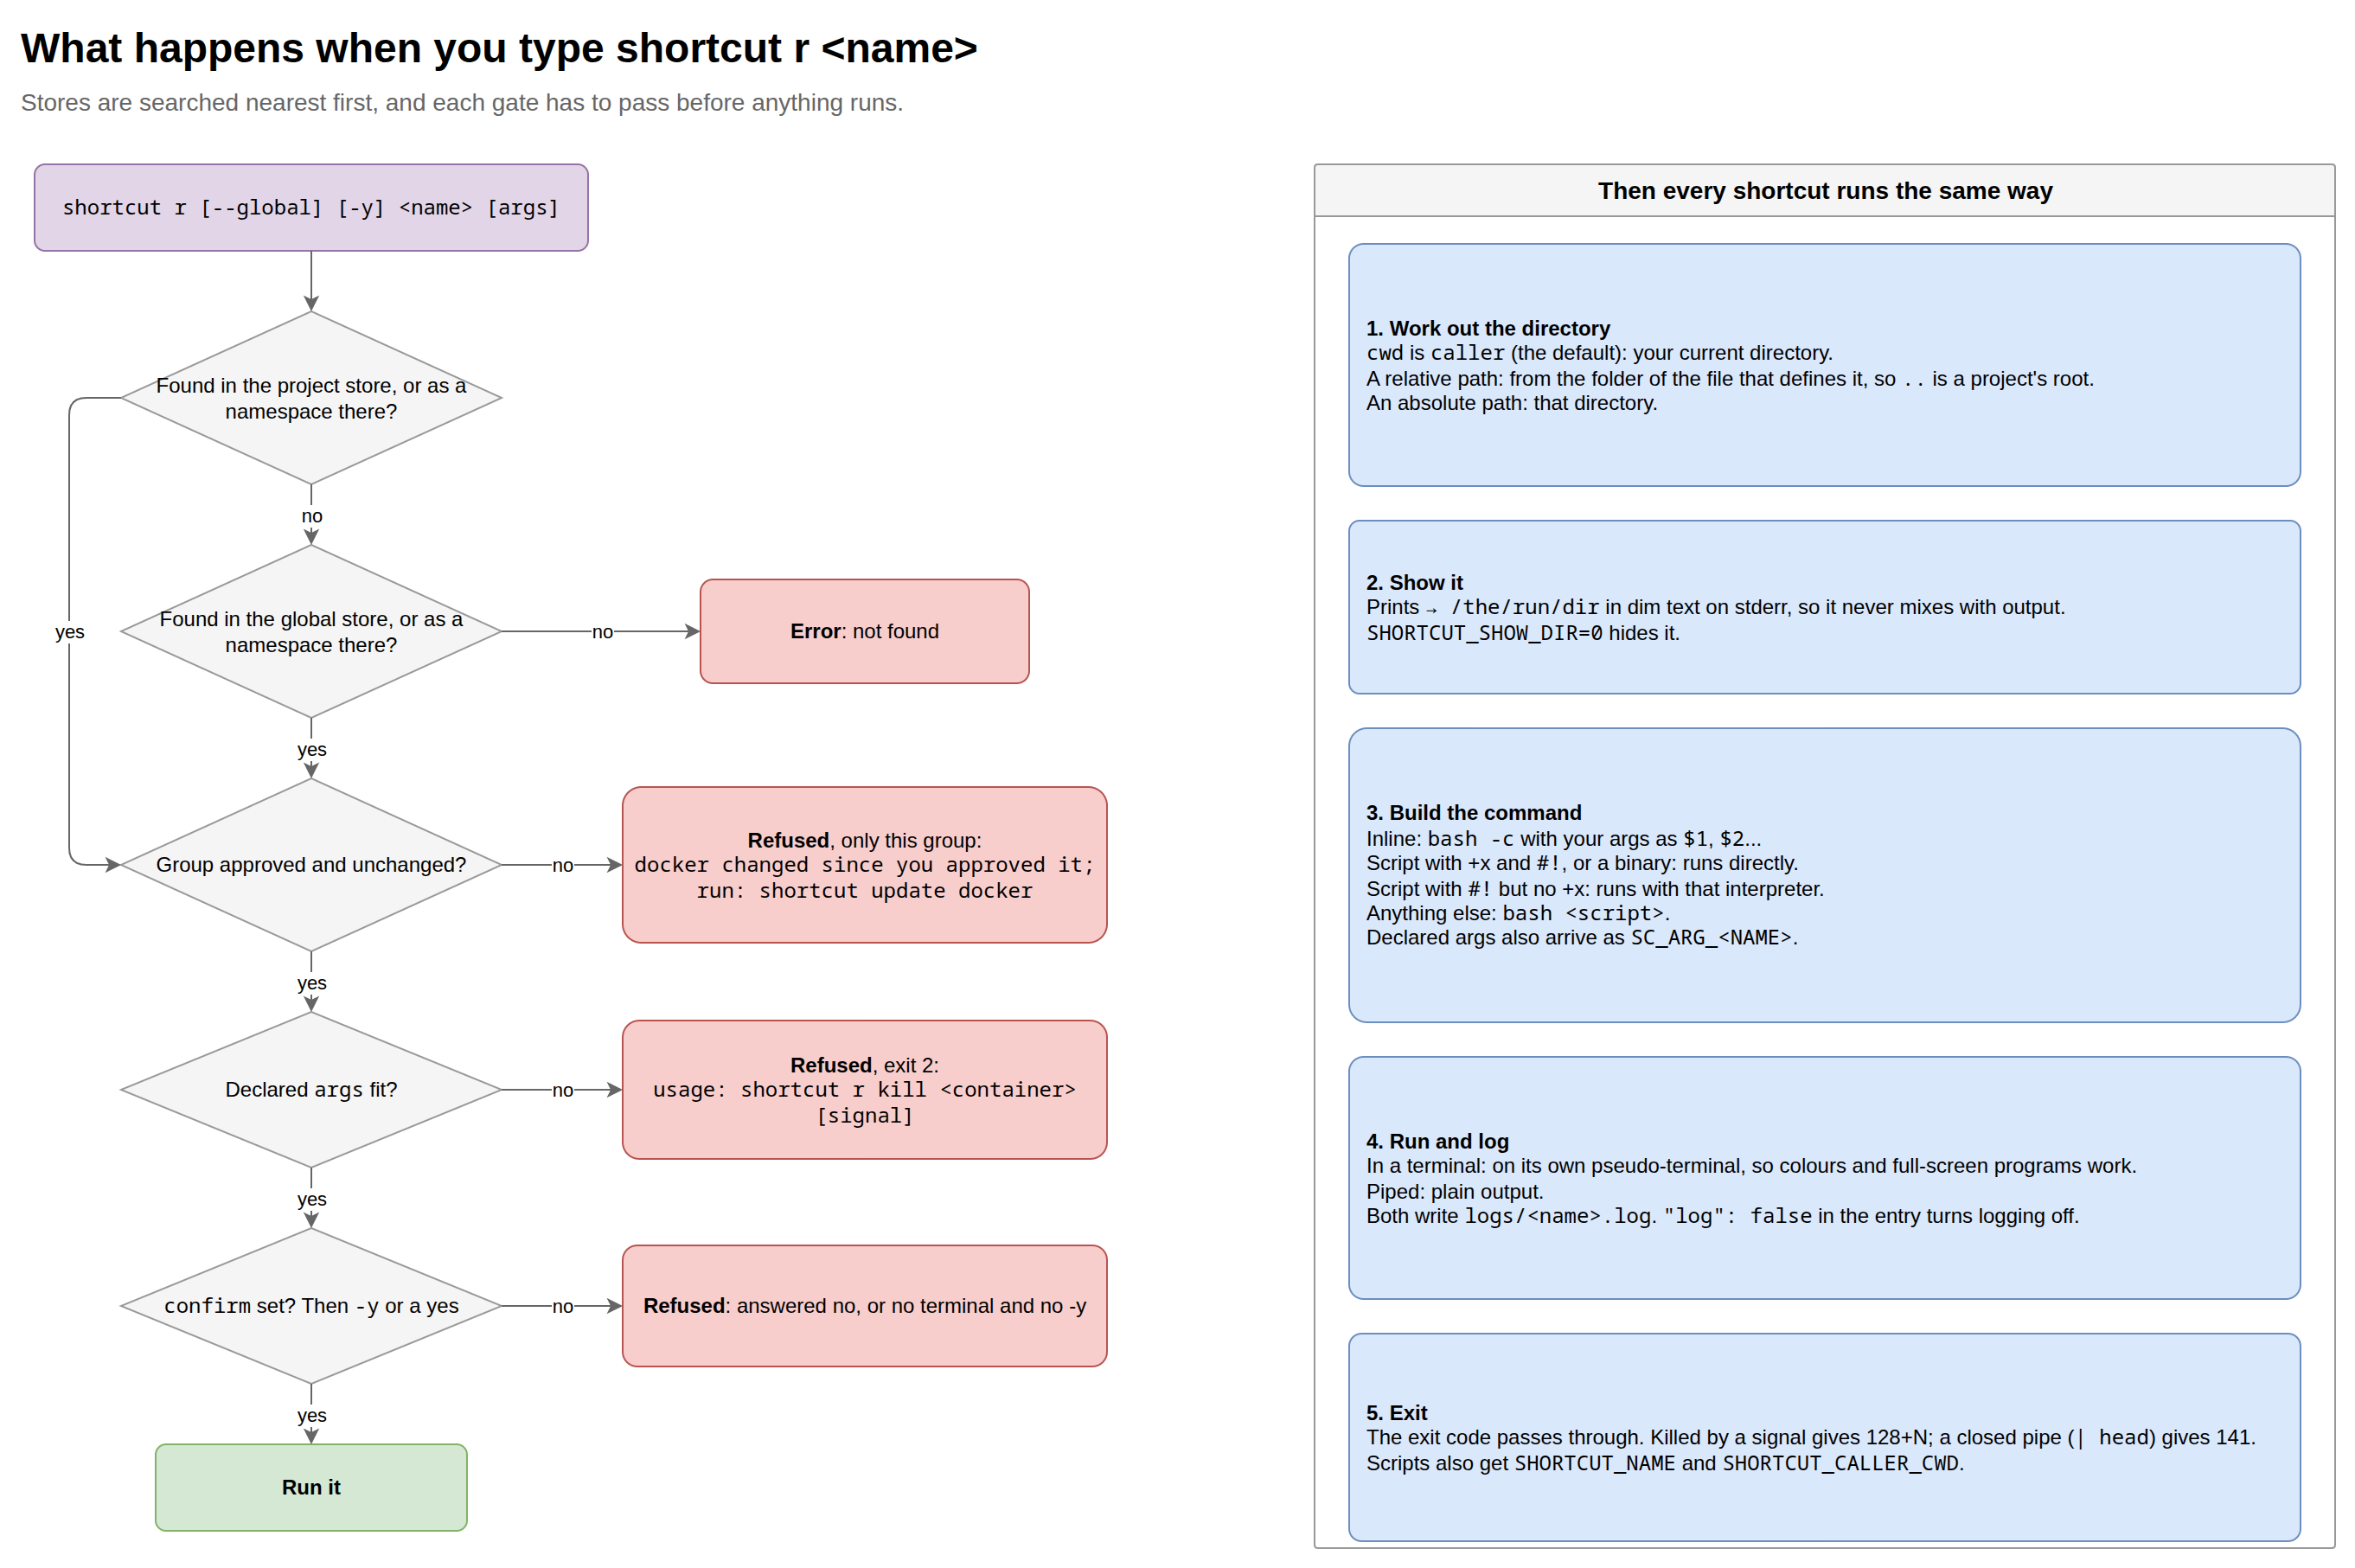 What happens when you type shortcut r <name>
Stores are searched nearest first, and each gate has to pass before anything runs.
shortcut r [--global] [-y] <name> [args]
Found in the project store, or as a
namespace there?
no
yes
Found in the global store, or as a
namespace there?
no
Error: not found
yes
Group approved and unchanged?
no
Refused, only this group:
docker changed since you approved it;
run: shortcut update docker
yes
Declared args fit?
no
Refused, exit 2:
usage: shortcut r kill <container>
[signal]
yes
confirm set? Then -y or a yes
no
Refused: answered no, or no terminal and no -y
yes
Run it
Then every shortcut runs the same way
1. Work out the directory
cwd is caller (the default): your current directory.
A relative path: from the folder of the file that defines it, so .. is a project's root.
An absolute path: that directory.
2. Show it
Prints → /the/run/dir in dim text on stderr, so it never mixes with output.
SHORTCUT_SHOW_DIR=0 hides it.
3. Build the command
Inline: bash -c with your args as $1, $2...
Script with +x and #!, or a binary: runs directly.
Script with #! but no +x: runs with that interpreter.
Anything else: bash <script>.
Declared args also arrive as SC_ARG_<NAME>.
4. Run and log
In a terminal: on its own pseudo-terminal, so colours and full-screen programs work.
Piped: plain output.
Both write logs/<name>.log. "log": false in the entry turns logging off.
5. Exit
The exit code passes through. Killed by a signal gives 128+N; a closed pipe (| head) gives 141.
Scripts also get SHORTCUT_NAME and SHORTCUT_CALLER_CWD.